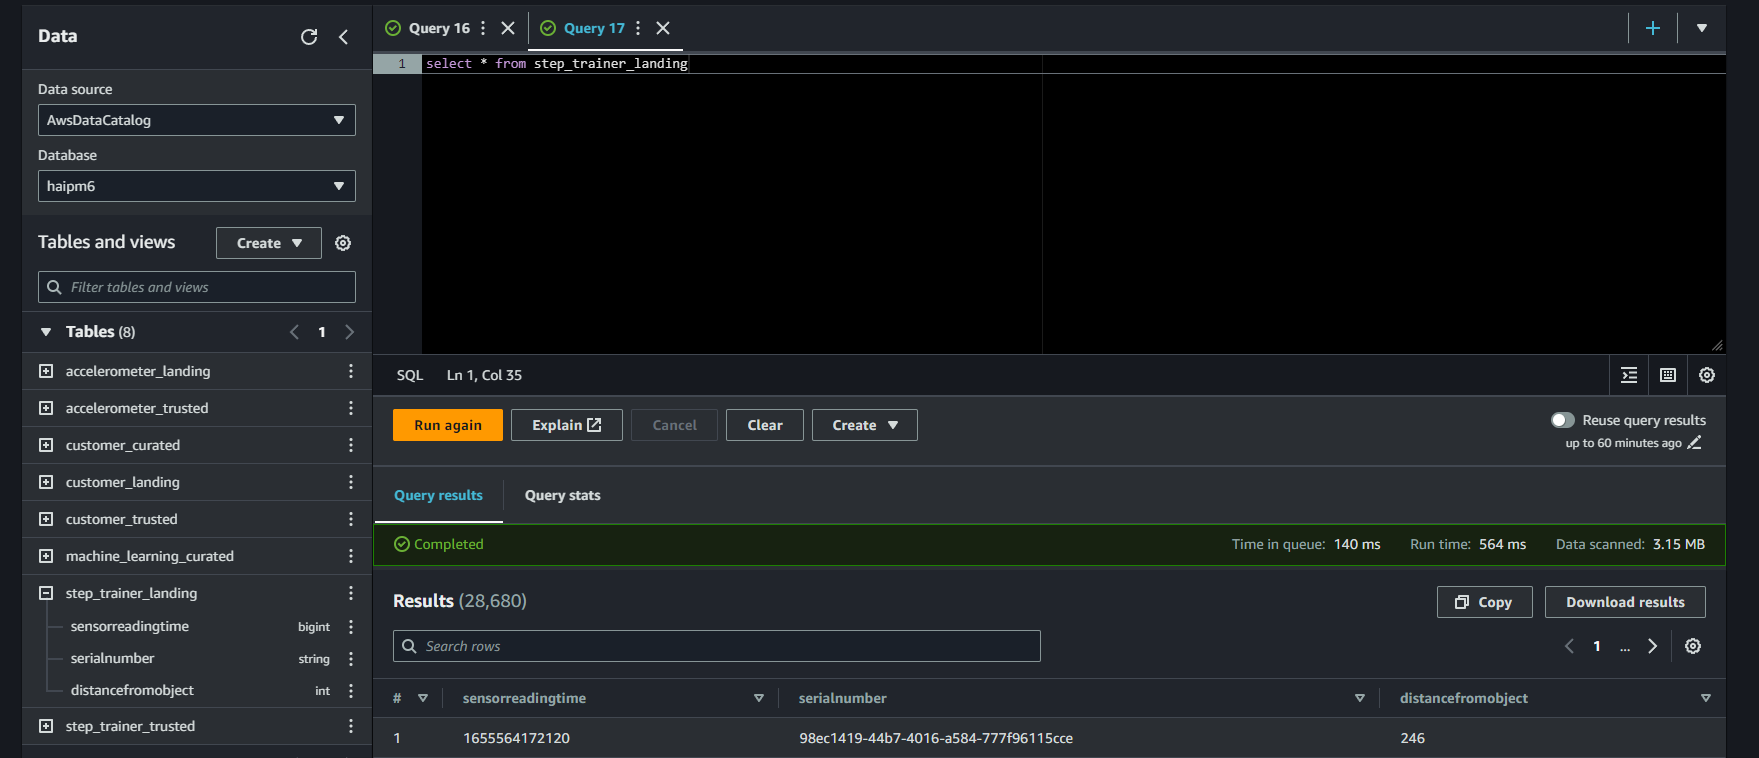 Data
Data source
AwsDataCatalog
Database
haipm6
Tables and views
Create
Filter tables and views
Tables (8)
1
accelerometer_landing
accelerometer_trusted
customer_curated
customer_landing
customer_trusted
machine_learning_curated
step_trainer_landing
sensorreadingtime bigint
serialnumber string
distancefromobject int
step_trainer_trusted
Query 16
Query 17
1 select * from step_trainer_landing
SQL Ln 1, Col 35
Run again Explain Cancel Clear Create
Reuse query results
up to 60 minutes ago
Query results Query stats
Completed Time in queue: 140 ms Run time: 564 ms Data scanned: 3.15 MB
Results (28,680)
Copy Download results
Search rows
1 ...
# sensorreadingtime serialnumber distancefromobject
1 1655564172120 98ec1419-44b7-4016-a584-777f96115cce 246